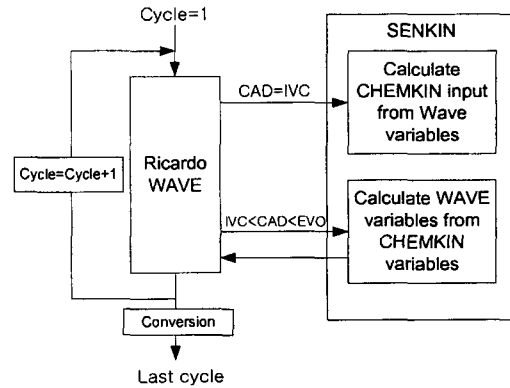 Cycle=1
SENKIN
Calculate
CHEMKIN input
from Wave
variables
CAD=IVC
Ricardo
WAVE
Cycle=Cycle+1
IVC<CAD<EVO
Calculate WAVE
variables from
CHEMKIN
variables
Conversion
Last cycle